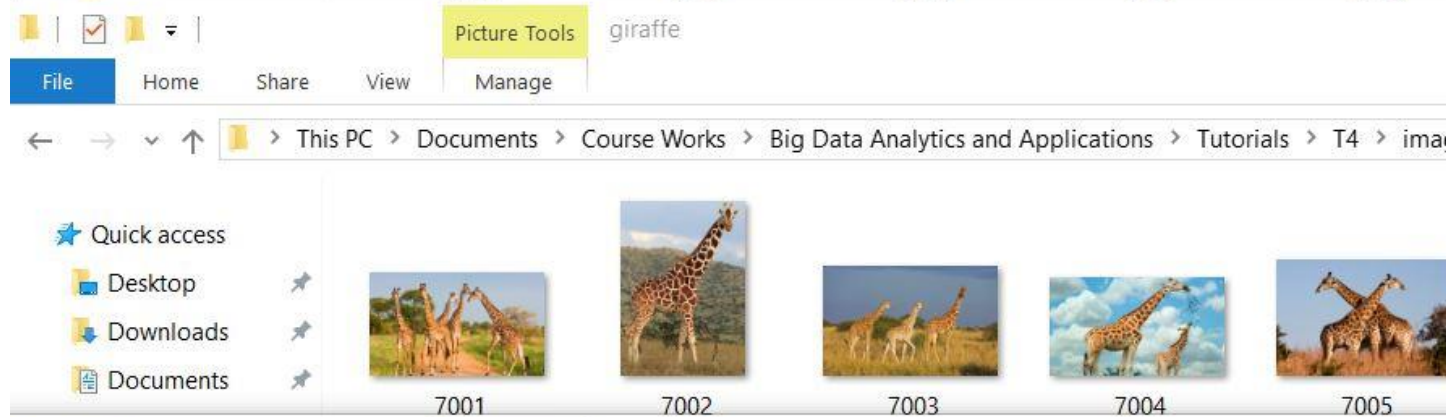 Picture Tools giraffe
File Home Share View Manage
This PC > Documents > Course Works > Big Data Analytics and Applications > Tutorials > T4 >
Quick access
Desktop
Downloads
Documents
7001 7002 7003 7004 7005